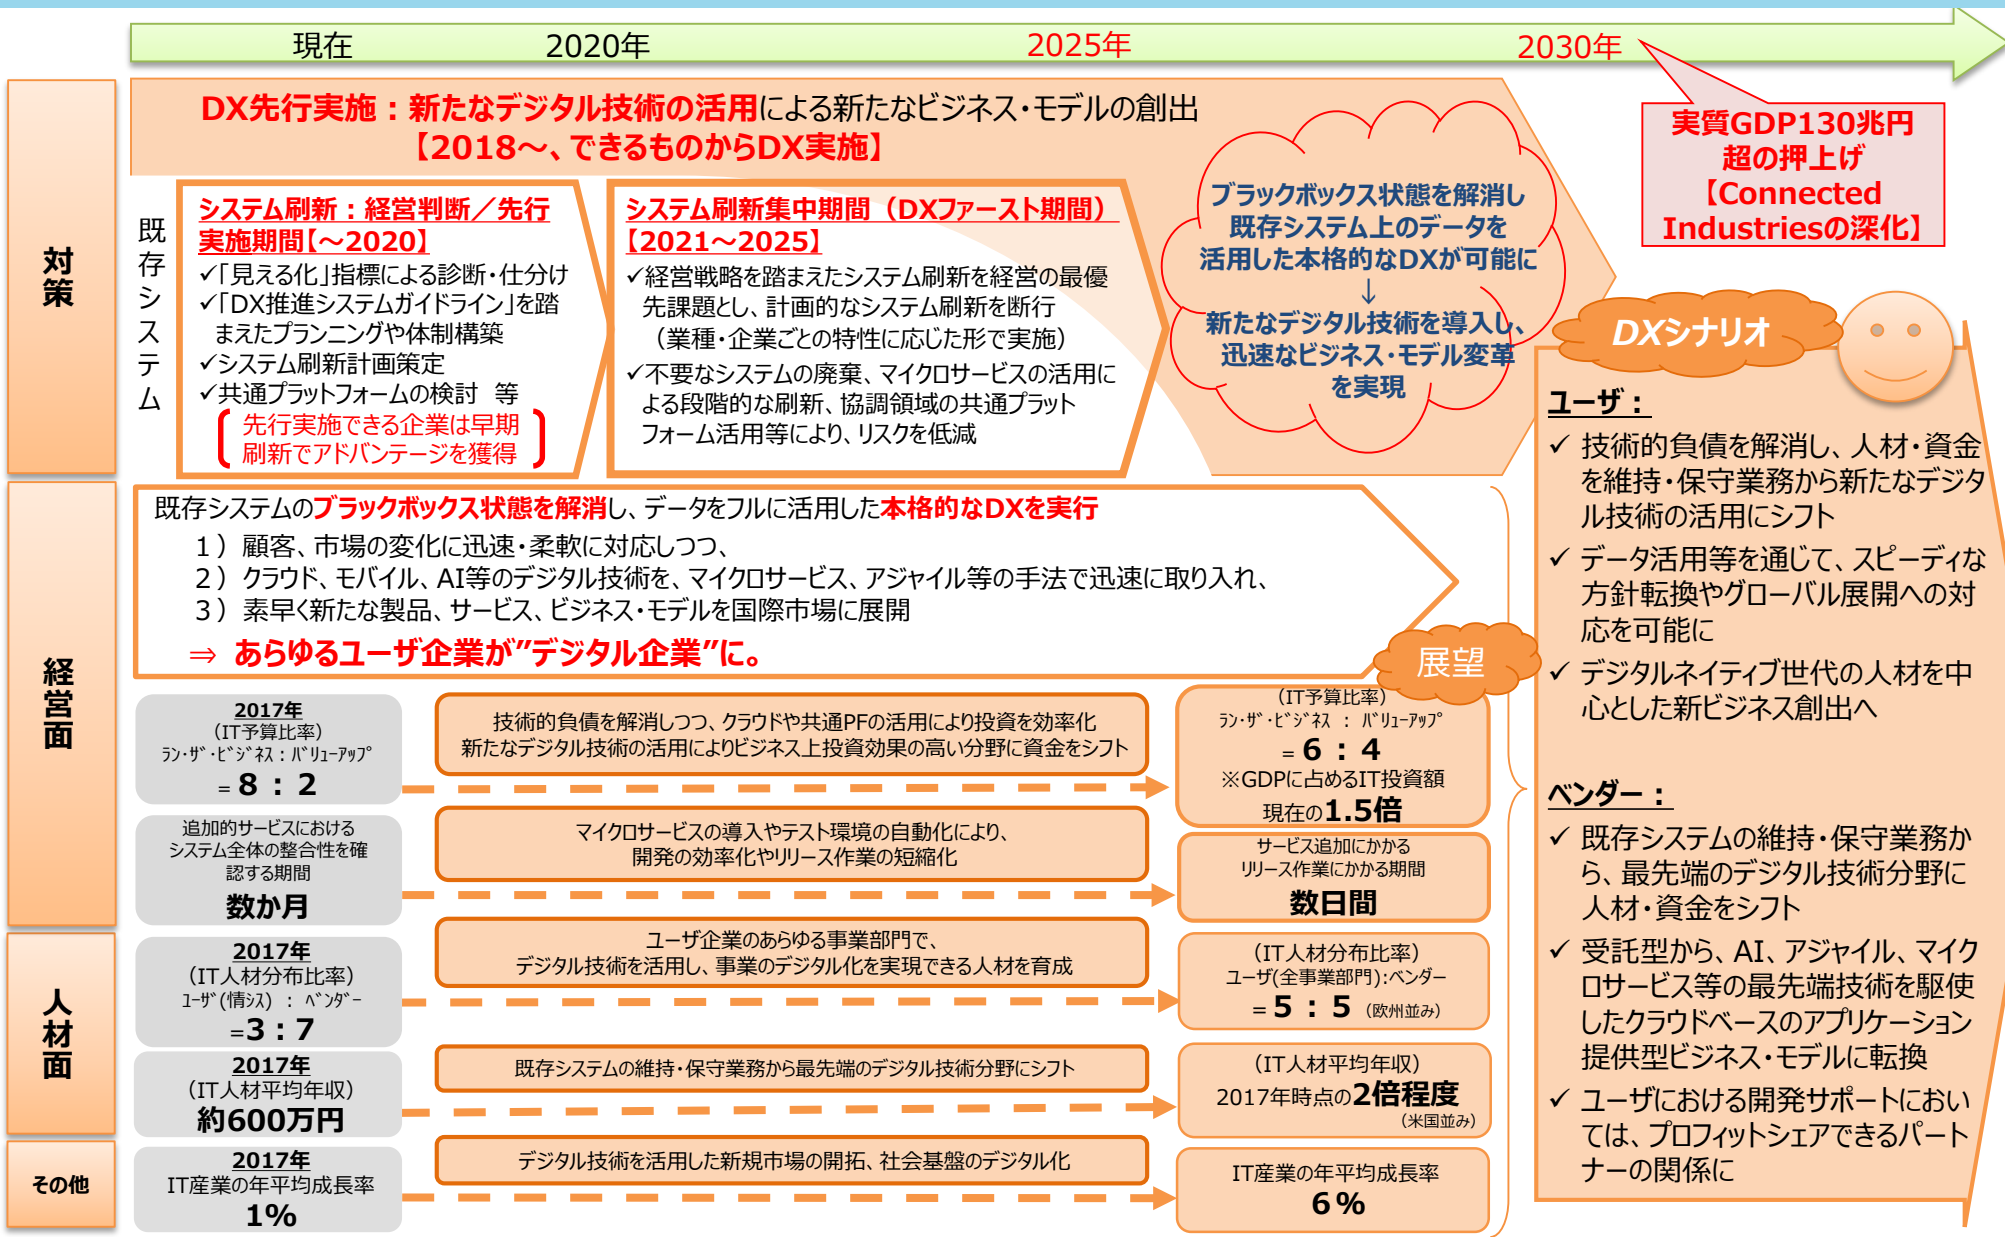 現在
2020年
2025年
2030年
実質GDP130兆円
超の押上げ
【Connected
Industriesの深化】
対策
DX先行実施：新たなデジタル技術の活用による新たなビジネス・モデルの創出
【2018～、できるものからDX実施】
既存システム
システム刷新：経営判断／先行
実施期間【～2020】
✓「見える化」指標による診断・仕分け
✓「DX推進システムガイドライン」を踏
まえたプランニングや体制構築
✓システム刷新計画策定
✓共通プラットフォームの検討　等
先行実施できる企業は早期
刷新でアドバンテージを獲得
システム刷新集中期間（DXファースト期間）
【2021～2025】
✓経営戦略を踏まえたシステム刷新を経営の最優
先課題とし、計画的なシステム刷新を断行
（業種・企業ごとの特性に応じた形で実施）
✓不要なシステムの廃棄、マイクロサービスの活用に
よる段階的な刷新、協調領域の共通プラット
フォーム活用等により、リスクを低減
ブラックボックス状態を解消し
既存システム上のデータを
活用した本格的なDXが可能に
↓
新たなデジタル技術を導入し、
迅速なビジネス・モデル変革
を実現
経営面
既存システムのブラックボックス状態を解消し、データをフルに活用した本格的なDXを実行
１）顧客、市場の変化に迅速・柔軟に対応しつつ、
２）クラウド、モバイル、AI等のデジタル技術を、マイクロサービス、アジャイル等の手法で迅速に取り入れ、
３）素早く新たな製品、サービス、ビジネス・モデルを国際市場に展開
⇒ あらゆるユーザ企業が”デジタル企業”に。
展望
2017年
（IT予算比率）
ﾗﾝ･ｻﾞ･ﾋﾞｼﾞﾈｽ：ﾊﾞﾘｭｰｱｯﾌﾟ
＝８：２
技術的負債を解消しつつ、クラウドや共通PFの活用により投資を効率化
新たなデジタル技術の活用によりビジネス上投資効果の高い分野に資金をシフト
（IT予算比率）
ﾗﾝ･ｻﾞ･ﾋﾞｼﾞﾈｽ ： ﾊﾞﾘｭｰｱｯﾌﾟ
＝６：４
※GDPに占めるIT投資額
現在の1.5倍
追加的サービスにおける
システム全体の整合性を確
認する期間
数か月
マイクロサービスの導入やテスト環境の自動化により、
開発の効率化やリリース作業の短縮化
サービス追加にかかる
リリース作業にかかる期間
数日間
人材面
2017年
（IT人材分布比率）
ﾕｰｻﾞ(情ｼｽ) ： ﾍﾞﾝﾀﾞｰ
＝3：7
ユーザ企業のあらゆる事業部門で、
デジタル技術を活用し、事業のデジタル化を実現できる人材を育成
（IT人材分布比率）
ユーザ(全事業部門)：ベンダー
＝５：５（欧州並み）
2017年
（IT人材平均年収）
約600万円
既存システムの維持・保守業務から最先端のデジタル技術分野にシフト
（IT人材平均年収）
2017年時点の2倍程度
（米国並み）
その他
2017年
IT産業の年平均成長率
1%
デジタル技術を活用した新規市場の開拓、社会基盤のデジタル化
IT産業の年平均成長率
６%
DXシナリオ
ユーザ：
✓ 技術的負債を解消し、人材・資金
を維持・保守業務から新たなデジタ
ル技術の活用にシフト
✓ データ活用等を通じて、スピーディな
方針転換やグローバル展開への対
応を可能に
✓ デジタルネイティブ世代の人材を中
心とした新ビジネス創出へ
ベンダー：
✓ 既存システムの維持・保守業務か
ら、最先端のデジタル技術分野に
人材・資金をシフト
✓ 受託型から、AI、アジャイル、マイク
ロサービス等の最先端技術を駆使
したクラウドベースのアプリケーション
提供型ビジネス・モデルに転換
✓ ユーザにおける開発サポートにおい
ては、プロフィットシェアできるパート
ナーの関係に